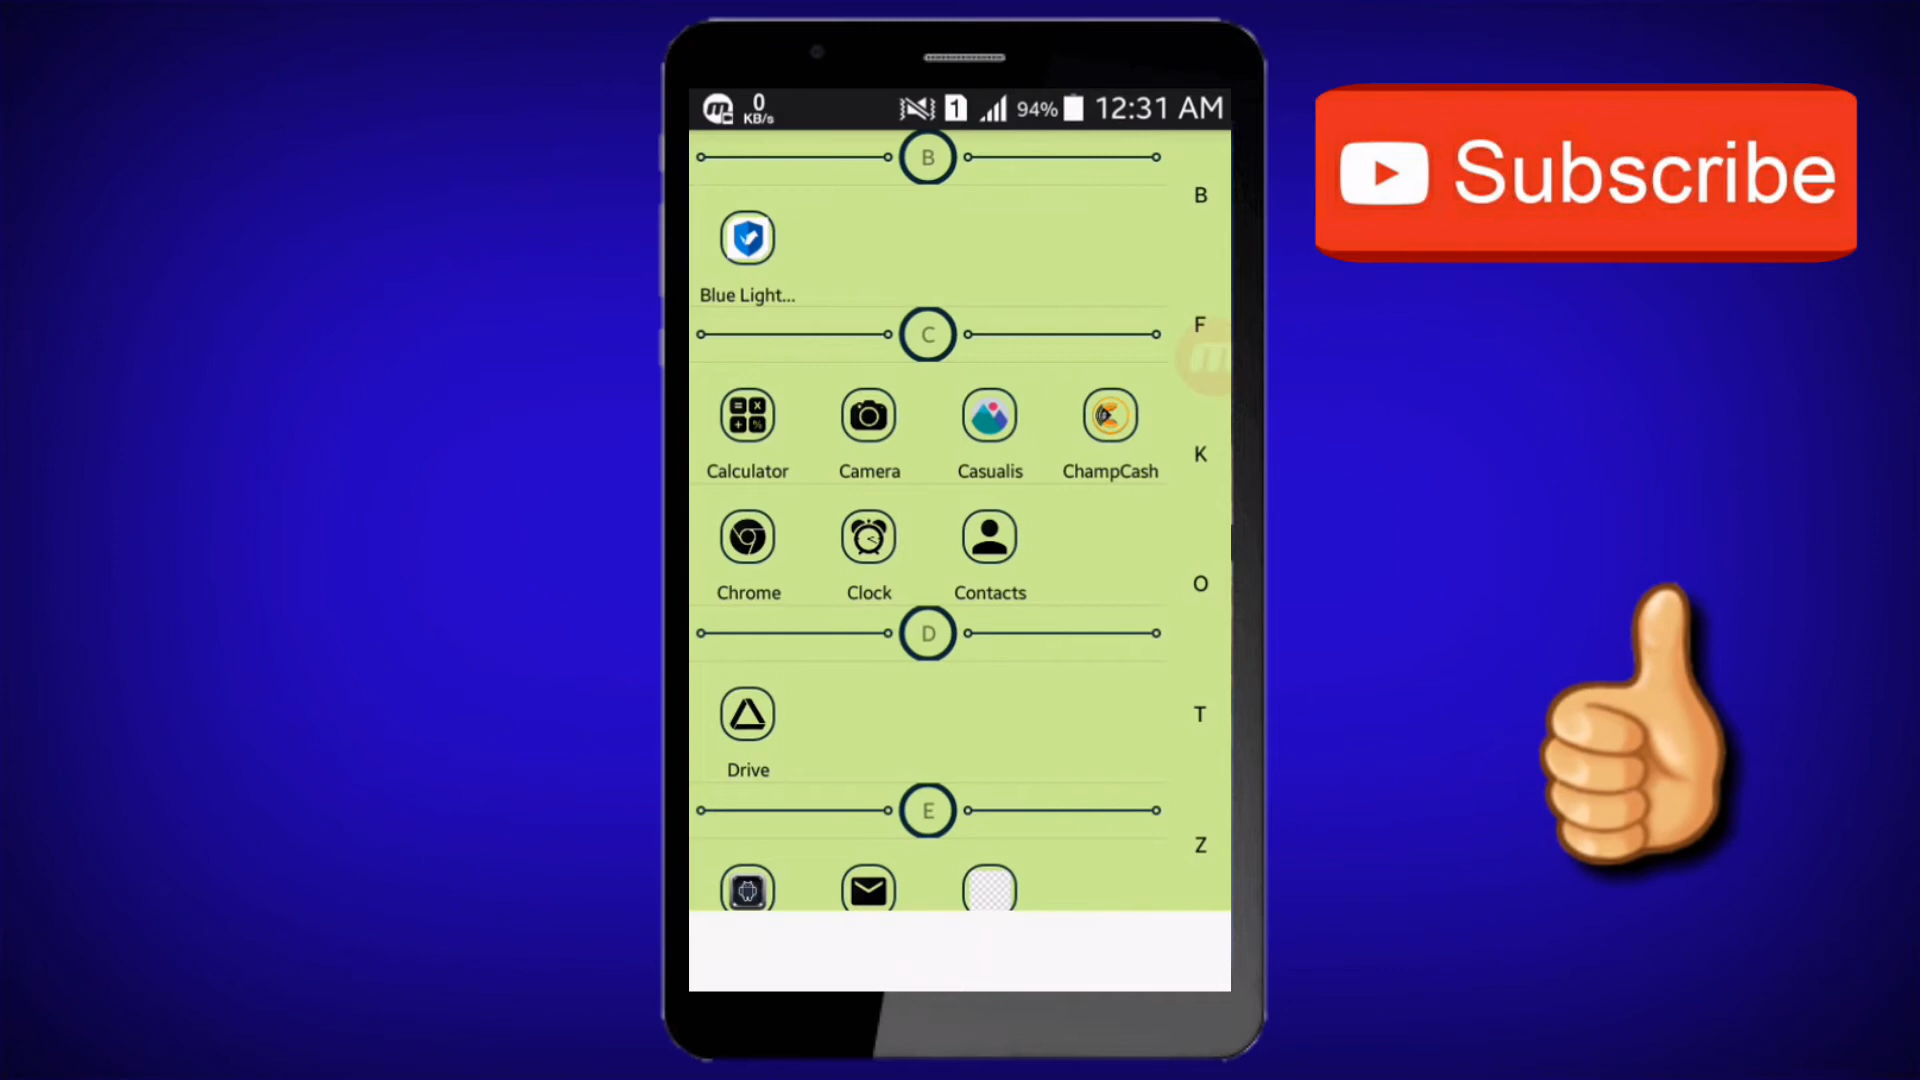 0
KB/s
1
94%
12:31 AM
Subscribe
B
B
Blue Light...
C
F
Calculator
Camera
Casualis
ChampCash
K
Chrome
Clock
Contacts
O
D
T
Drive
E
Z